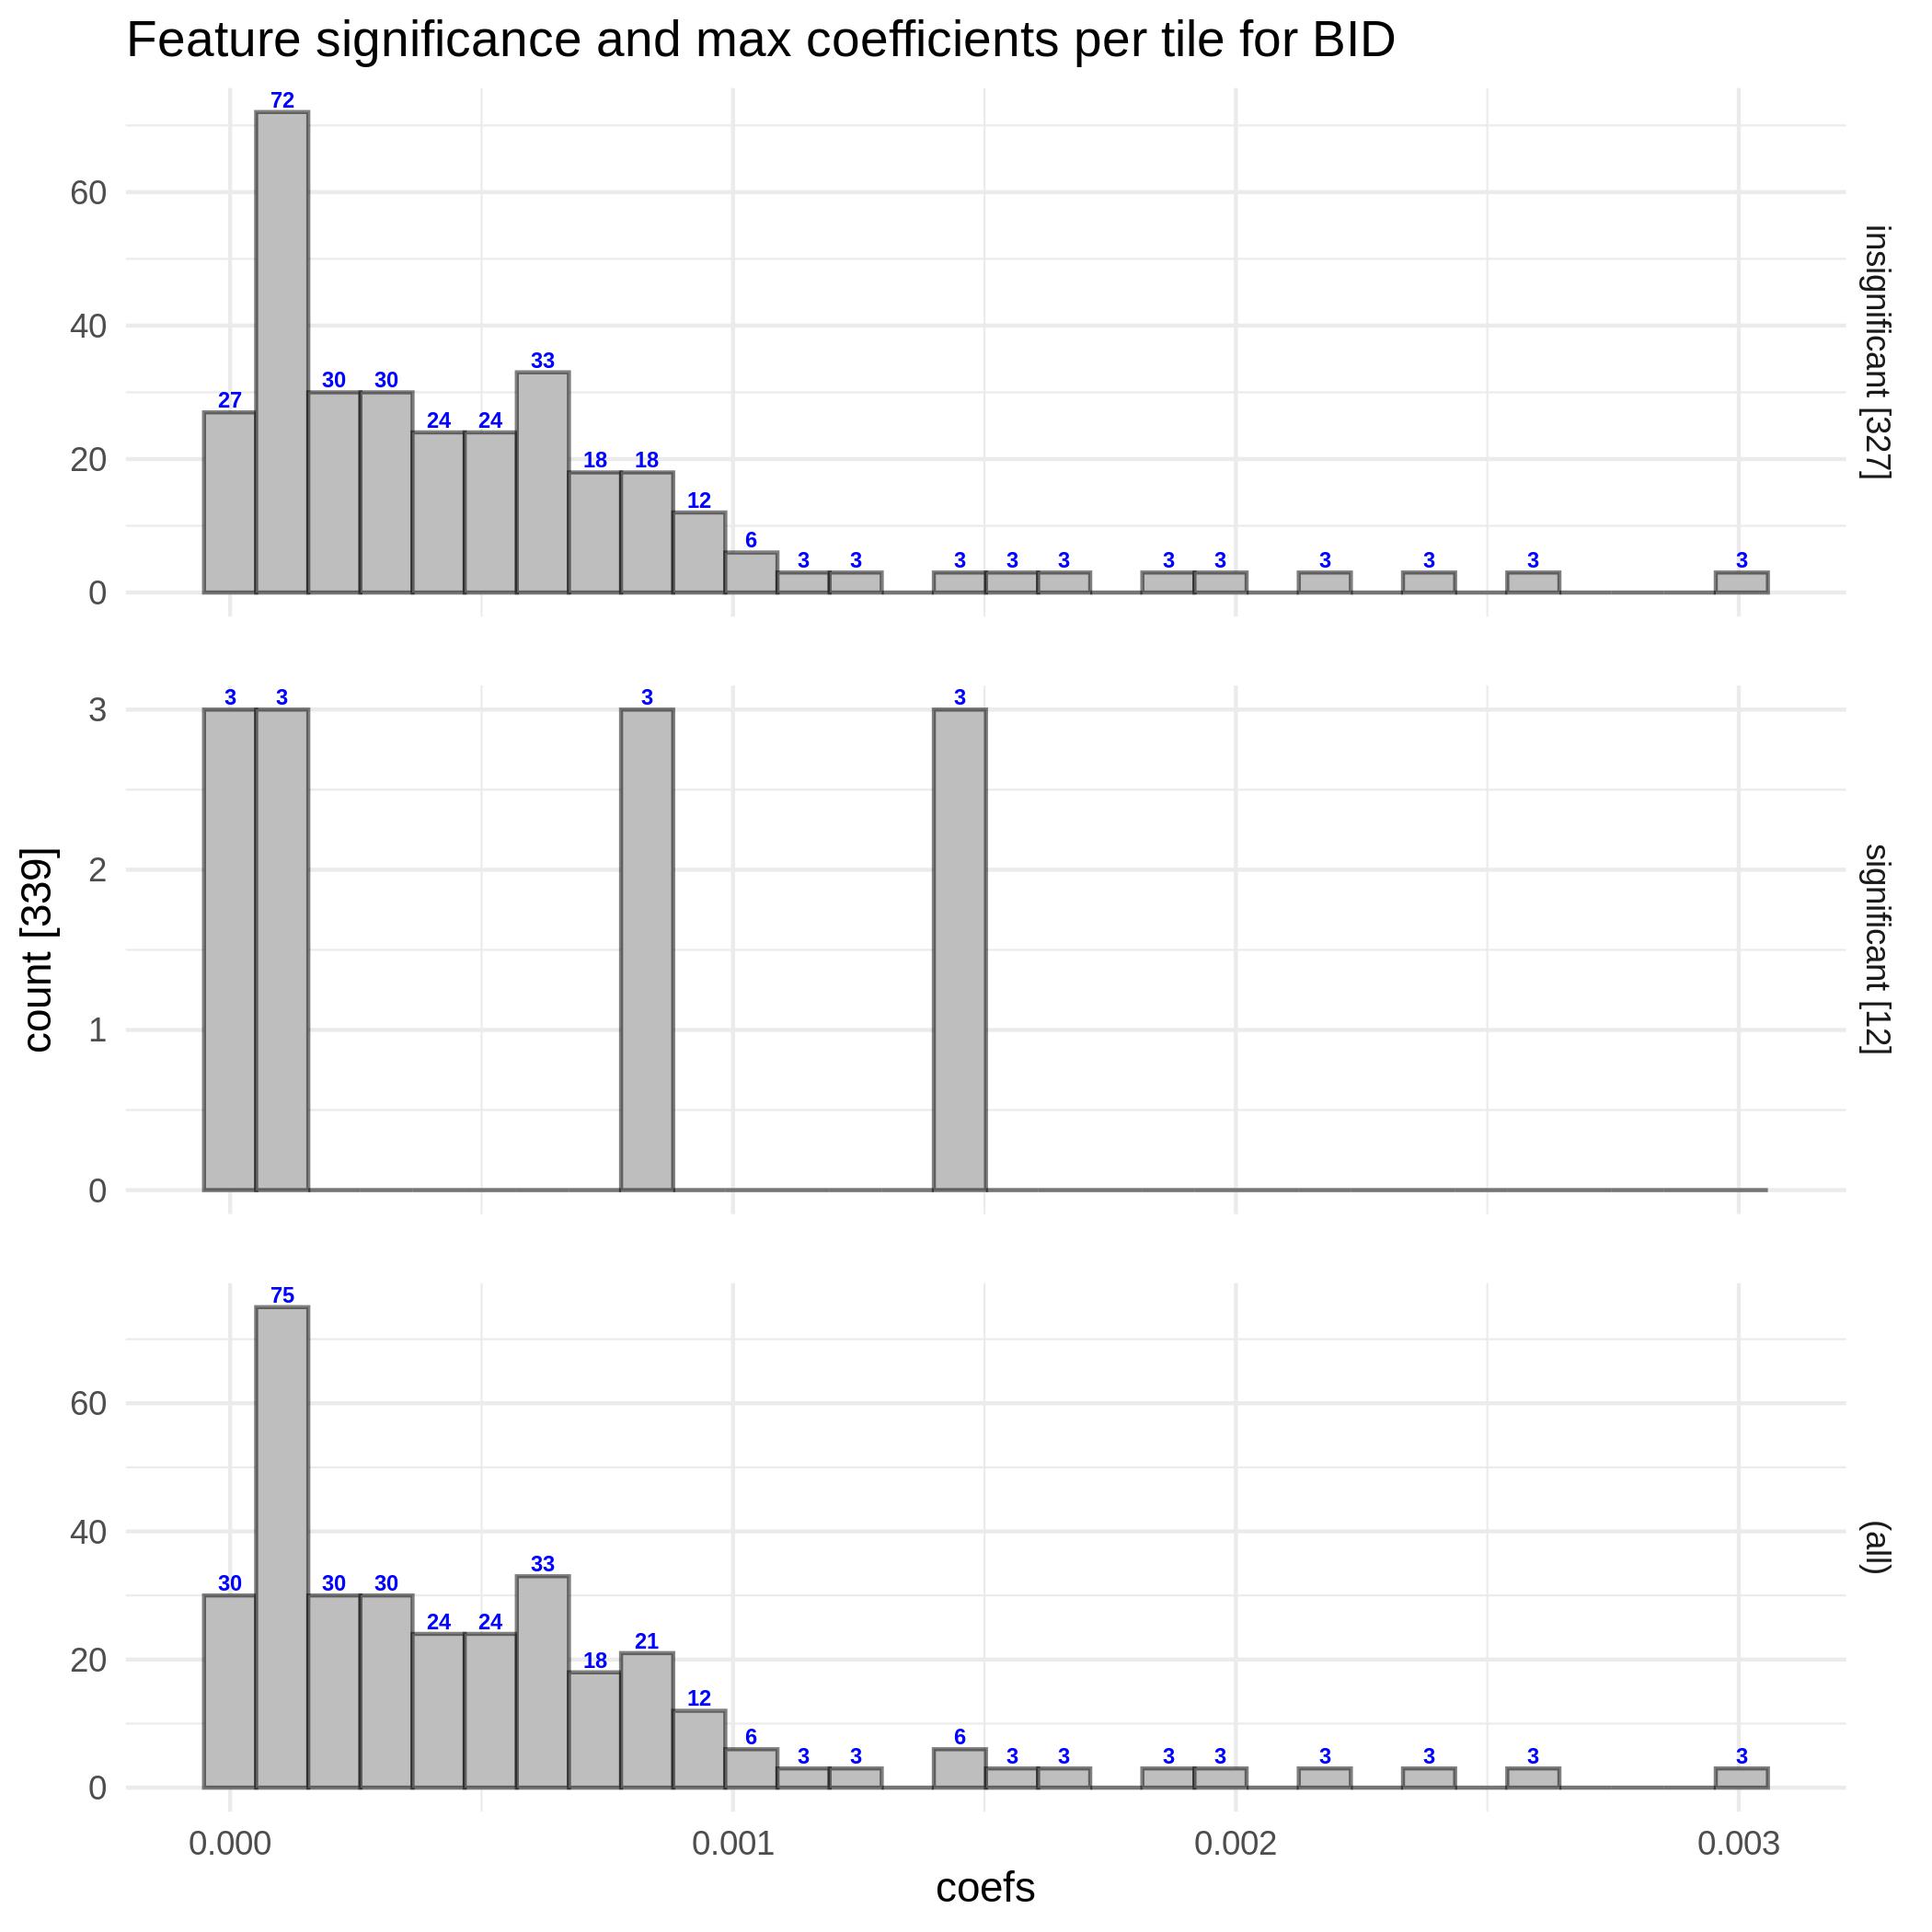 Feature significance and max coefficients per tile for BID
72
60
40
33
30 30
27
24 24
20
18 18
12
6
3 3 3 3 3 3 3 3 3 3 3
0
insignificant [327]
3 3 3 3
3
2
1
0
significant [12]
count [339]
75
60
40
33
30 30 30
24 24
21
20
18
12
6 6
3 3 3 3 3 3 3 3 3 3
0
(all)
0.000 0.001 0.002 0.003
coefs